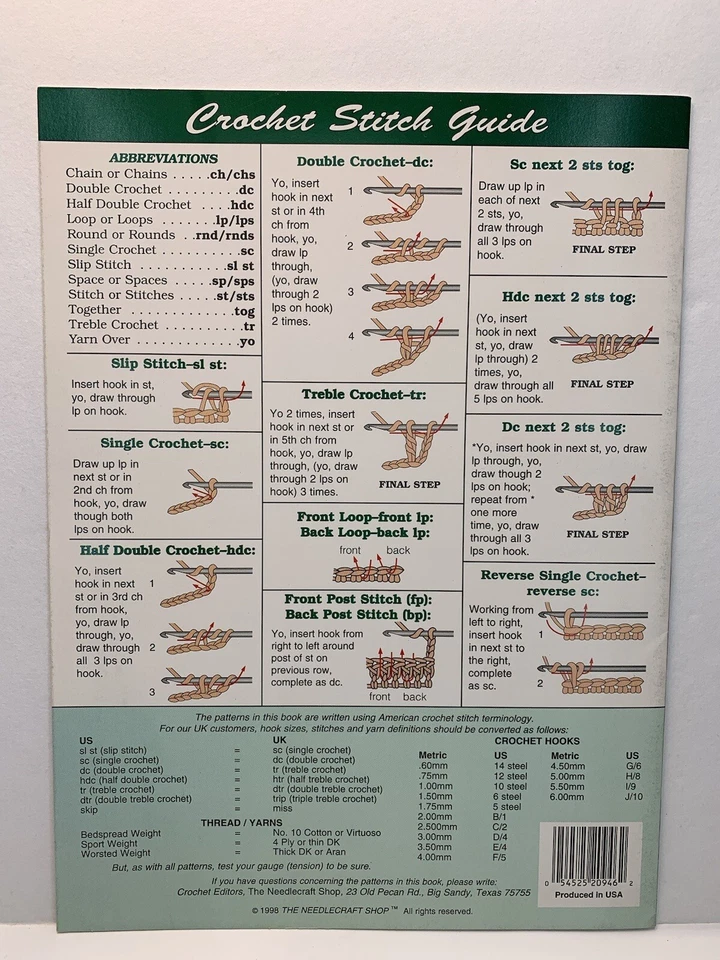 Crochet Stitch Guide
ABBREVIATIONS
Chain or Chains . . . . .ch/chs
Double Crochet . . . . . . . . .dc
Half Double Crochet . . . .hdc
Loop or Loops . . . . . . .lp/lps
Round or Rounds . .rnd/rnds
Single Crochet . . . . . . . . . .sc
Slip Stitch . . . . . . . . . . .sl st
Space or Spaces . . . . .sp/sps
Stitch or Stitches . . . . .st/sts
Together . . . . . . . . . . . . .tog
Treble Crochet . . . . . . . . . .tr
Yarn Over . . . . . . . . . . . . .yo
Slip Stitch–sl st:
Insert hook in st,
yo, draw through
lp on hook.
Single Crochet–sc:
Draw up lp in
next st or in
2nd ch from
hook, yo, draw
though both
lps on hook.
Half Double Crochet–hdc:
Yo, insert
hook in next
st or in 3rd ch
from hook,
yo, draw lp
through, yo,
draw through
all 3 lps on
hook.
1
2
3
Double Crochet–dc:
Yo, insert
hook in next
st or in 4th
ch from
hook, yo,
draw lp
through,
(yo, draw
through 2
lps on hook)
2 times.
1
2
3
4
Treble Crochet–tr:
Yo 2 times, insert
hook in next st or
in 5th ch from
hook, yo, draw lp
through, (yo, draw
through 2 lps on
hook) 3 times.
FINAL STEP
Front Loop–front lp:
Back Loop–back lp:
front back
Front Post Stitch (fp):
Back Post Stitch (bp):
Yo, insert hook from
right to left around
post of st on
previous row,
complete as dc.
front back
Sc next 2 sts tog:
Draw up lp in
each of next
2 sts, yo,
draw through
all 3 lps on
hook.
FINAL STEP
Hdc next 2 sts tog:
(Yo, insert
hook in next
st, yo, draw
lp through) 2
times, yo,
draw through all
5 lps on hook.
FINAL STEP
Dc next 2 sts tog:
*Yo, insert hook in next st, yo, draw
lp through, yo,
draw though 2
lps on hook;
repeat from *
one more
time, yo, draw
through all 3
lps on hook.
FINAL STEP
Reverse Single Crochet–
reverse sc:
Working from
left to right,
insert hook
in next st to
the right,
complete
as sc.
1
2
The patterns in this book are written using American crochet stitch terminology.
For our UK customers, hook sizes, stitches and yarn definitions should be converted as follows:
US UK
sl st (slip stitch) = sc (single crochet)
sc (single crochet) = dc (double crochet)
dc (double crochet) = tr (treble crochet)
hdc (half double crochet) = htr (half treble crochet)
tr (treble crochet) = dtr (double treble crochet)
dtr (double treble crochet) = trip (triple treble crochet)
skip = miss
THREAD / YARNS
Bedspread Weight = No. 10 Cotton or Virtuoso
Sport Weight = 4 Ply or thin DK
Worsted Weight = Thick DK or Aran
But, as with all patterns, test your gauge (tension) to be sure.
CROCHET HOOKS
Metric US Metric US
.60mm 14 steel 4.50mm G/6
.75mm 12 steel 5.00mm H/8
1.00mm 10 steel 5.50mm I/9
1.50mm 6 steel 6.00mm J/10
1.75mm 5 steel
2.00mm B/1
2.500mm C/2
3.00mm D/4
3.50mm E/4
4.00mm F/5
If you have questions concerning the patterns in this book, please write:
Crochet Editors, The Needlecraft Shop, 23 Old Pecan Rd., Big Sandy, Texas 75755
© 1998 THE NEEDLECRAFT SHOP™ All rights reserved.
0 54525 20946 2
Produced in USA